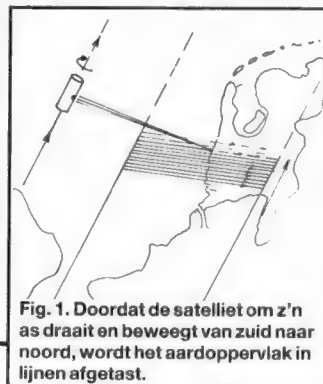 Fig. 1. Doordat de satelliet om z'n
as draait en beweegt van zuid naar
noord, wordt het aardoppervlak in
lijnen afgetast.